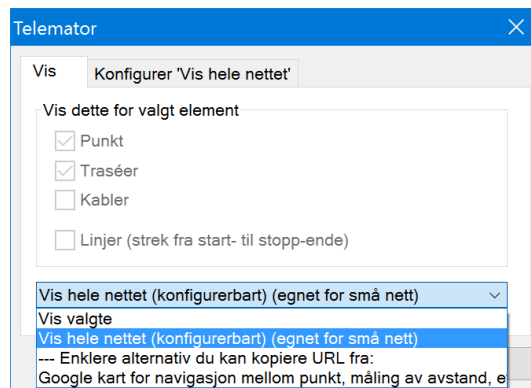 Telemator
Vis Konfigurer 'Vis hele nettet'
Vis dette for valgt element
Punkt
Traséer
Kabler
Linjer (strek fra start- til stopp-ende)
Vis hele nettet (konfigurerbart) (egnet for små nett)
Vis valgte
Vis hele nettet (konfigurerbart) (egnet for små nett)
--- Enklere alternativ du kan kopiere URL fra:
Google kart for navigasjon mellom punkt, måling av avstand,